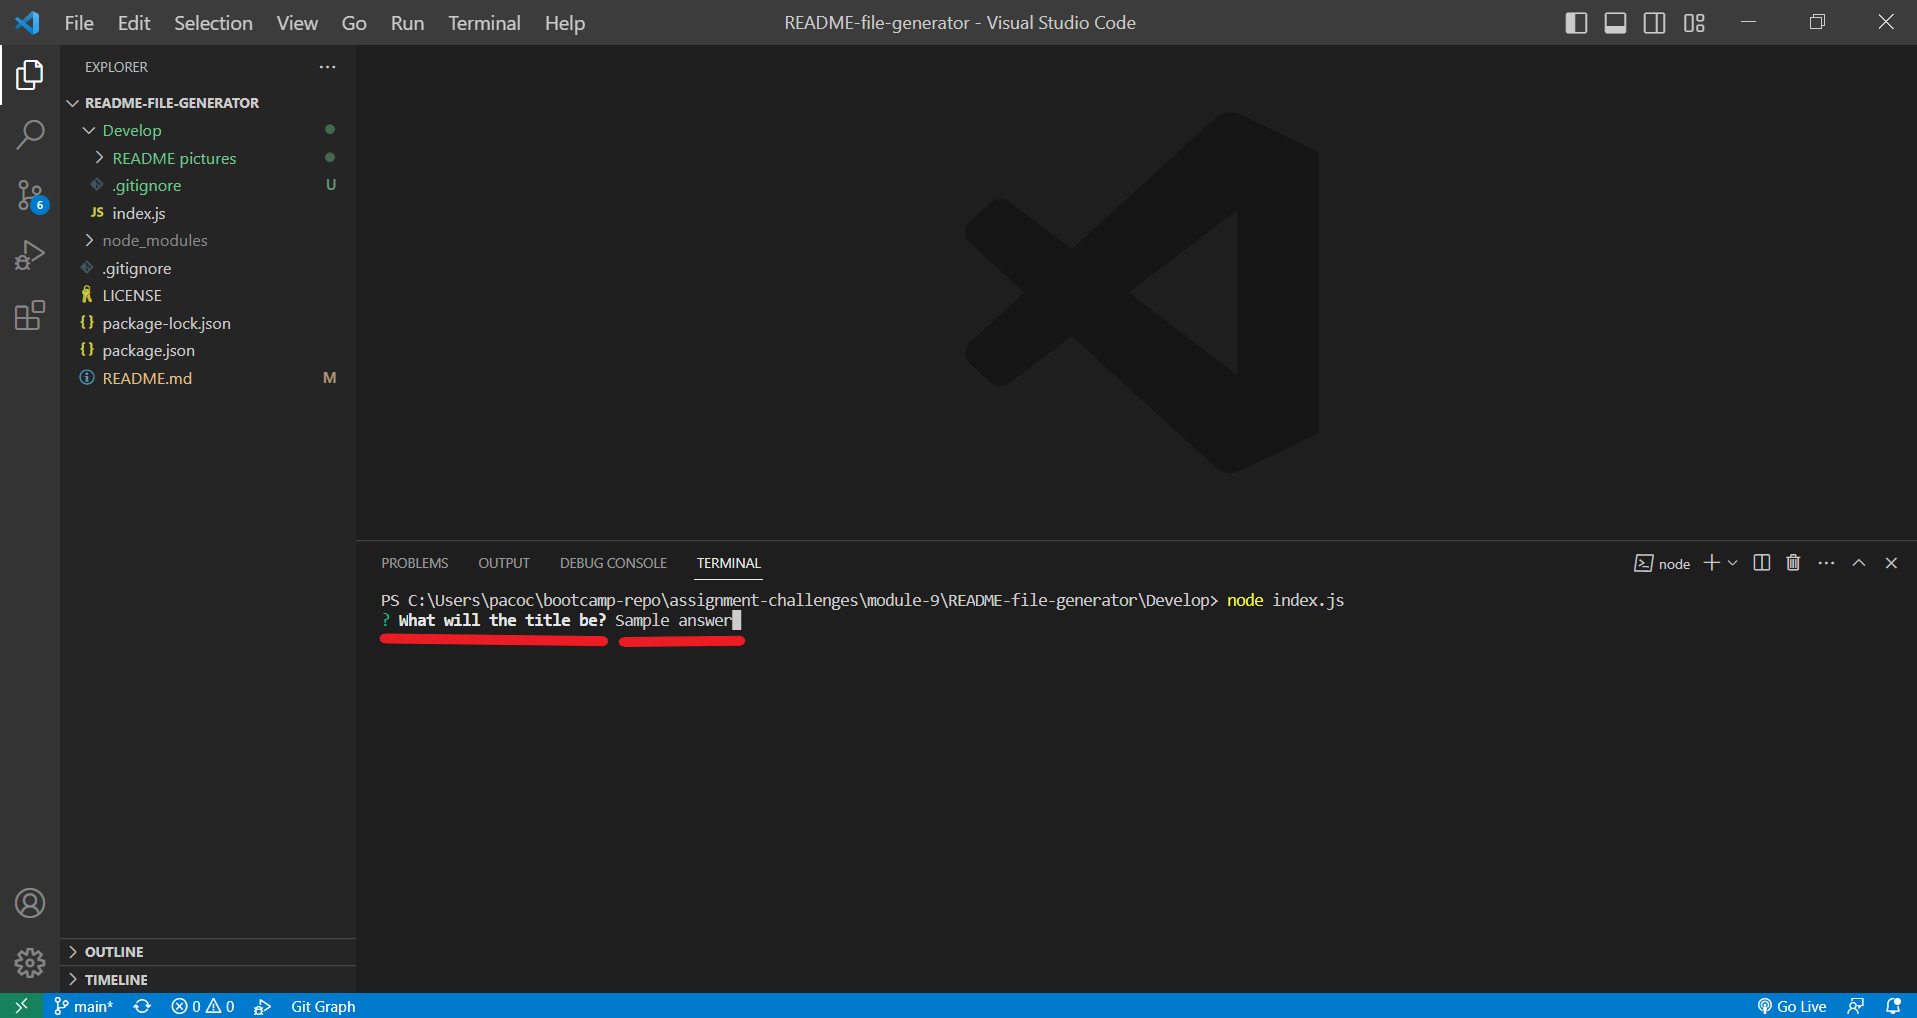 File Edit Selection View Go Run Terminal Help
README-file-generator - Visual Studio Code
EXPLORER
README-FILE-GENERATOR
Develop
README pictures
.gitignore U
JS index.js
node_modules
.gitignore
LICENSE
{} package-lock.json
{} package.json
README.md M
6
OUTLINE
TIMELINE
PROBLEMS OUTPUT DEBUG CONSOLE TERMINAL
node
PS C:\Users\pacoc\bootcamp-repo\assignment-challenges\module-9\README-file-generator\Develop> node index.js
? What will the title be? Sample answer
main* 0 0 Git Graph
Go Live